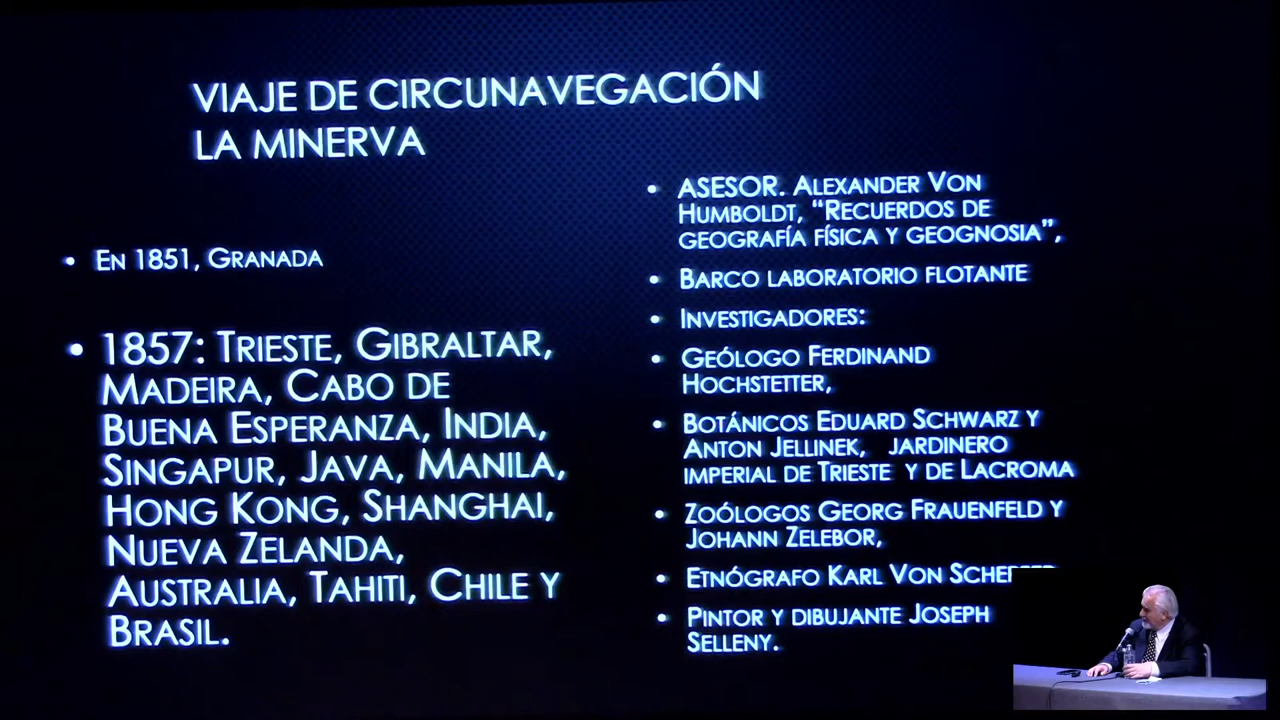 VIAJE DE CIRCUNAVEGACIÓN
LA MINERVA
• EN 1851, GRANADA
• 1857: TRIESTE, GIBRALTAR,
MADEIRA, CABO DE
BUENA ESPERANZA, INDIA,
SINGAPUR, JAVA, MANILA,
HONG KONG, SHANGHAI,
NUEVA ZELANDA,
AUSTRALIA, TAHITI, CHILE Y
BRASIL.
• ASESOR. ALEXANDER VON
HUMBOLDT, “RECUERDOS DE
GEOGRAFÍA FÍSICA Y GEOGNOSIA”,
• BARCO LABORATORIO FLOTANTE
• INVESTIGADORES:
• GEÓLOGO FERDINAND
HOCHSTETTER,
• BOTÁNICOS EDUARD SCHWARZ Y
ANTON JELLINEK, JARDINERO
IMPERIAL DE TRIESTE Y DE LACROMA
• ZOÓLOGOS GEORG FRAUENFELD Y
JOHANN ZELEBOR,
• ETNÓGRAFO KARL VON
• PINTOR Y DIBUJANTE JOSEPH
SELLENY.